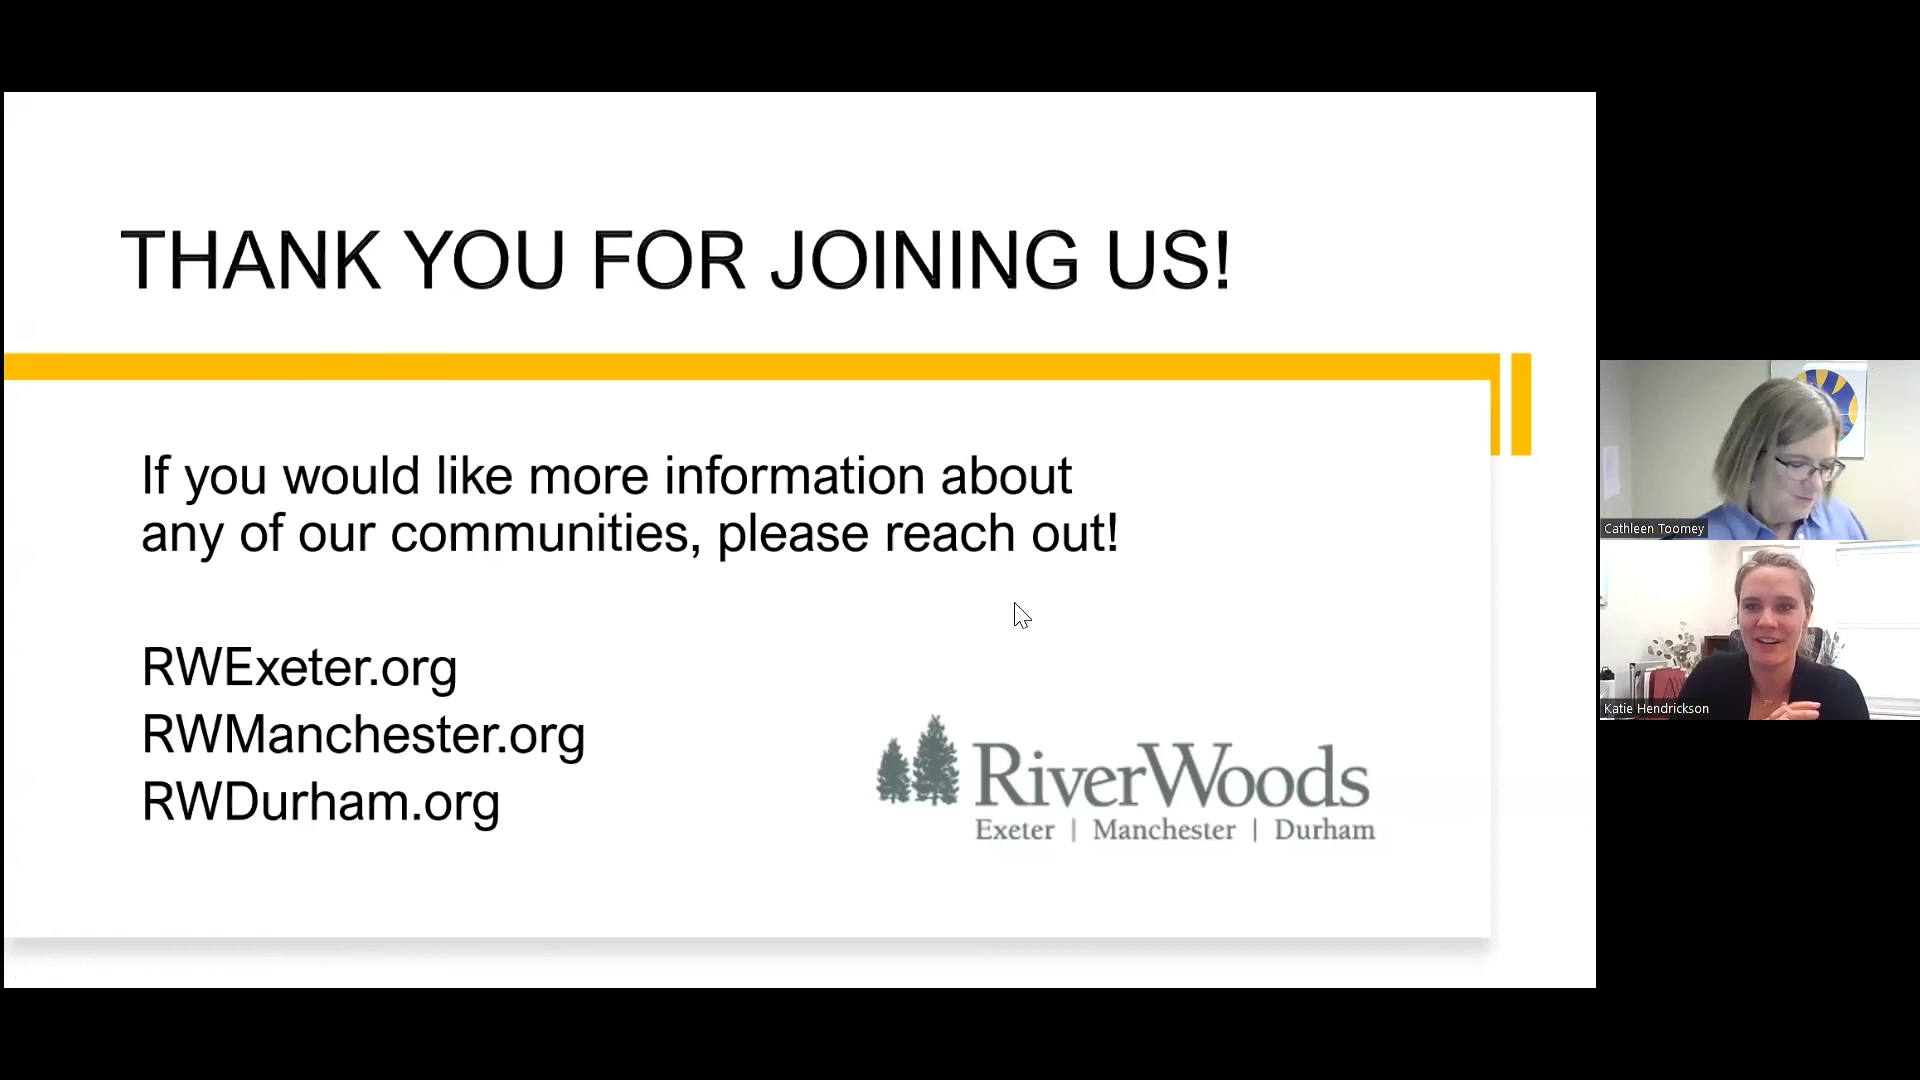 THANK YOU FOR JOINING US!
If you would like more information about
any of our communities, please reach out!
RWExeter.org
RWManchester.org
RWDurham.org
RiverWoods
Exeter | Manchester | Durham
Cathleen Toomey
Katie Hendrickson